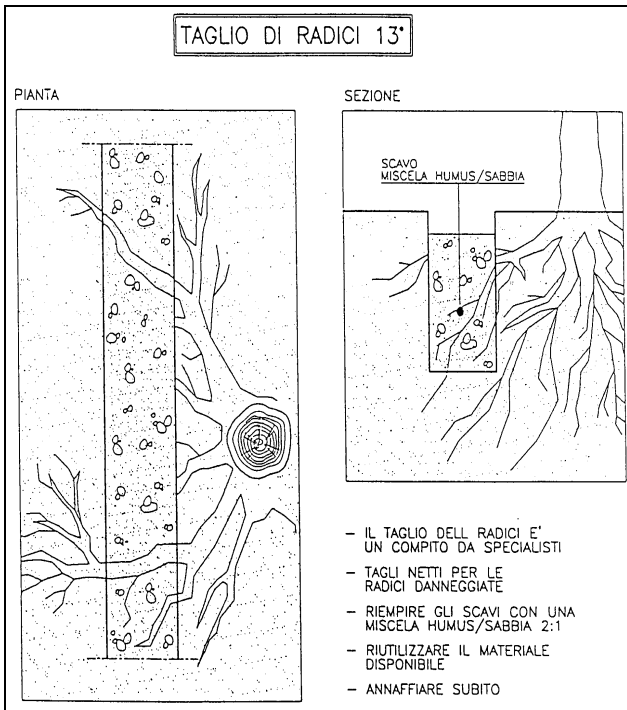 TAGLIO DI RADICI 13°
PIANTA
SEZIONE
SCAVO
MISCELA HUMUS/SABBIA
– IL TAGLIO DELL RADICI E'
UN COMPITO DA SPECIALISTI
– TAGLI NETTI PER LE
RADICI DANNEGGIATE
– RIEMPIRE GLI SCAVI CON UNA
MISCELA HUMUS/SABBIA 2:1
– RIUTILIZZARE IL MATERIALE
DISPONIBILE
– ANNAFFIARE SUBITO